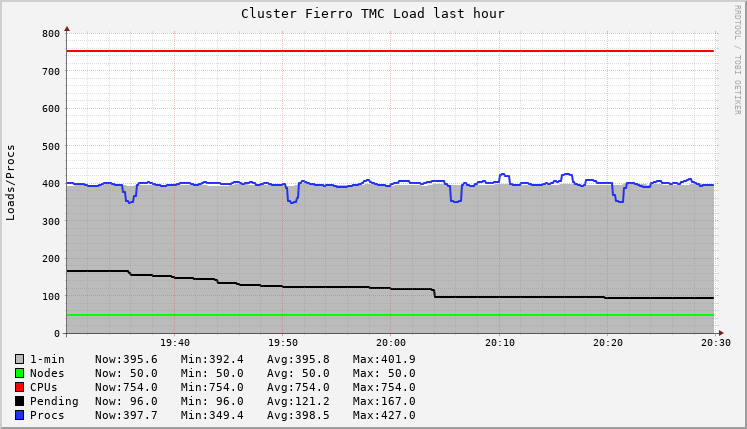 Cluster Fierro TMC Load last hour
RRDTOOL / TOBI OETIKER
Loads/Procs
800
700
600
500
400
300
200
100
0
19:40 19:50 20:00 20:10 20:20 20:30
1-min Now:395.6 Min:392.4 Avg:395.8 Max:401.9
Nodes Now: 50.0 Min: 50.0 Avg: 50.0 Max: 50.0
CPUs Now:754.0 Min:754.0 Avg:754.0 Max:754.0
Pending Now: 96.0 Min: 96.0 Avg:121.2 Max:167.0
Procs Now:397.7 Min:349.4 Avg:398.5 Max:427.0